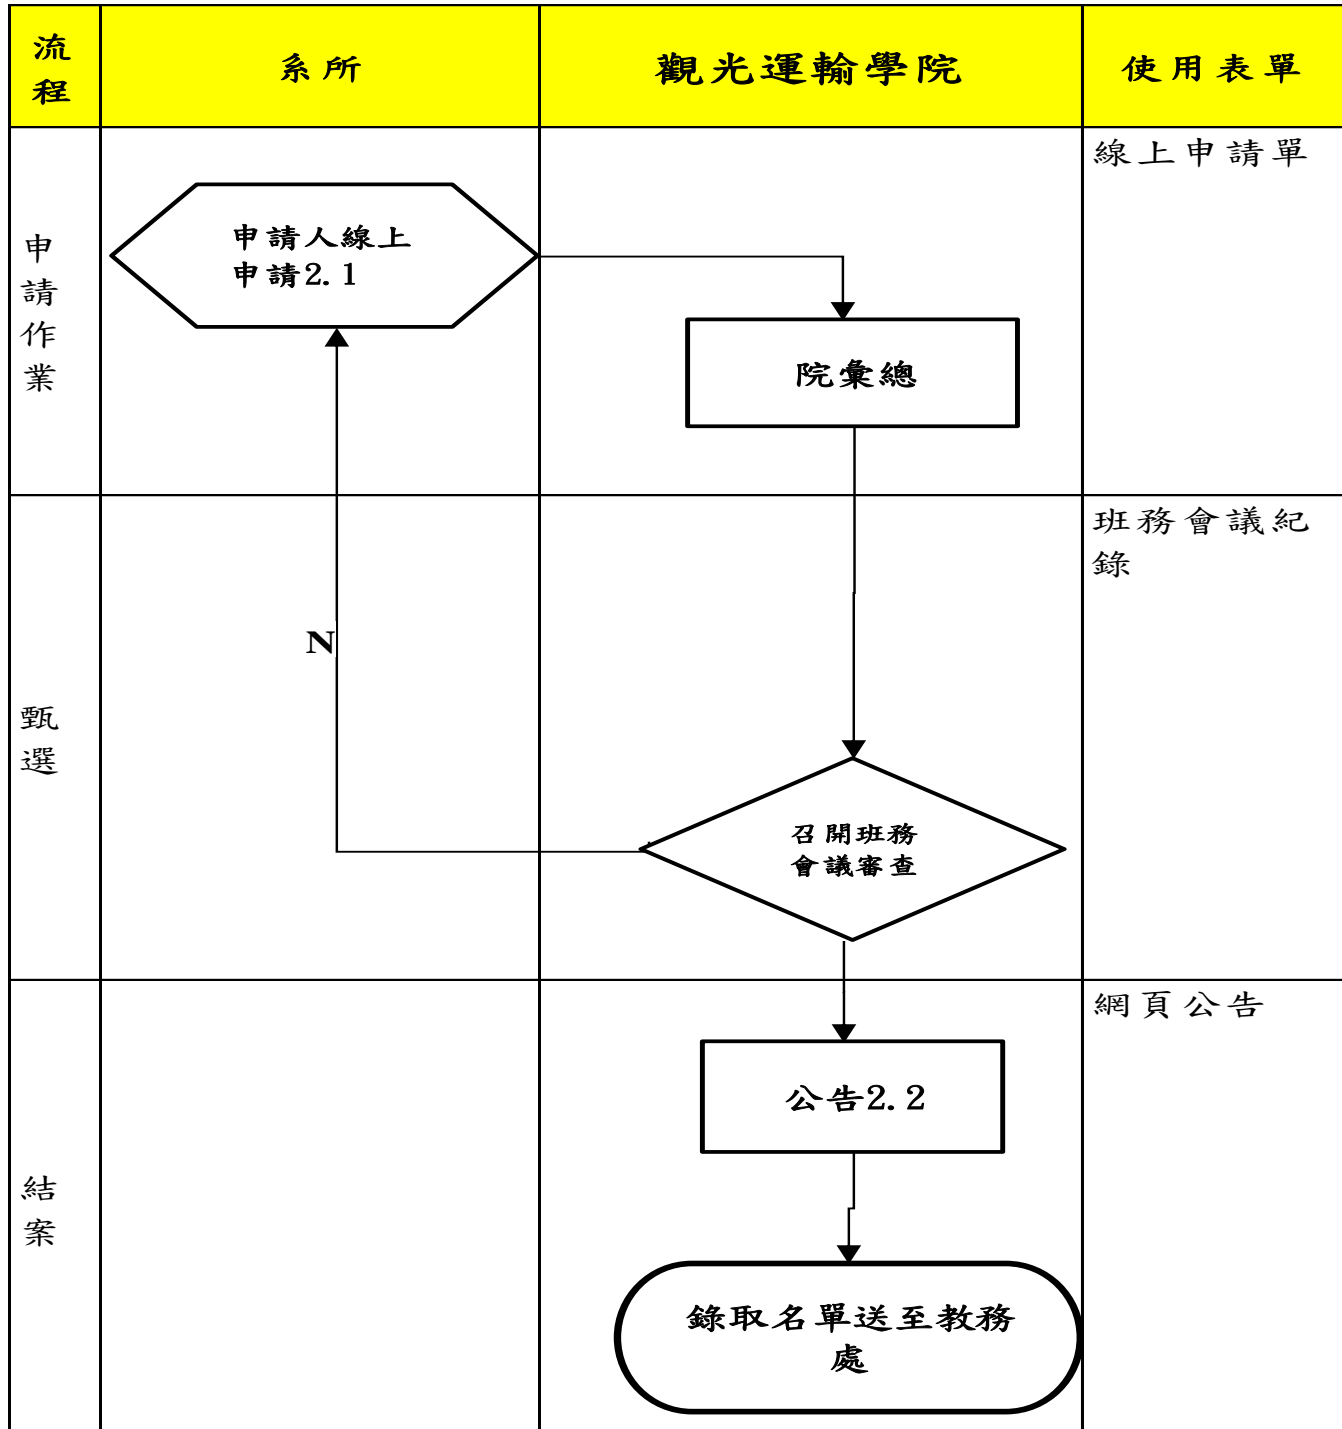 流
程
系所
觀光運輸學院
使用表單
申
請
作
業
申請人線上
申請2.1
院彙總
線上申請單
甄
選
N
召開班務
會議審查
班務會議紀
錄
結
案
公告2.2
錄取名單送至教務
處
網頁公告